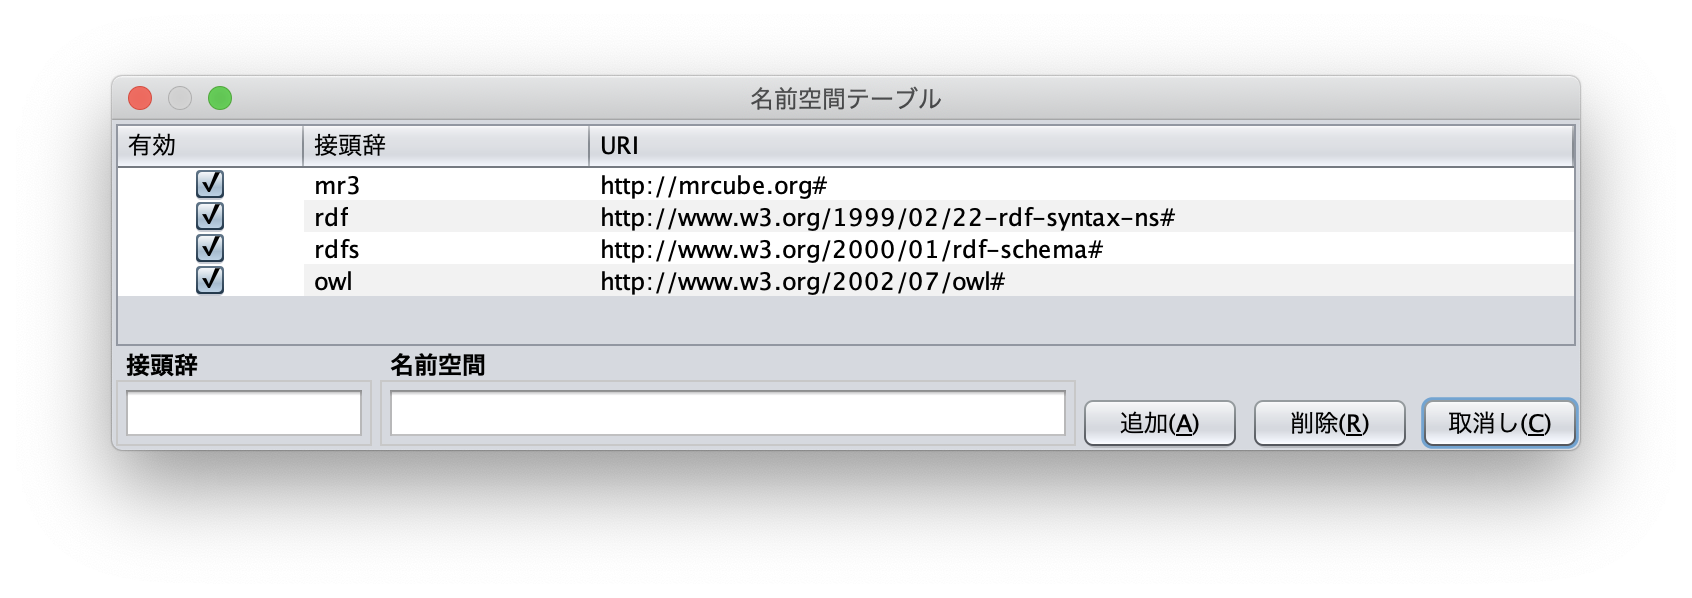 名前空間テーブル
有効 接頭辞 URI
mr3 http://mrcube.org#
rdf http://www.w3.org/1999/02/22-rdf-syntax-ns#
rdfs http://www.w3.org/2000/01/rdf-schema#
owl http://www.w3.org/2002/07/owl#
接頭辞 名前空間
追加(A) 削除(R) 取消し(C)